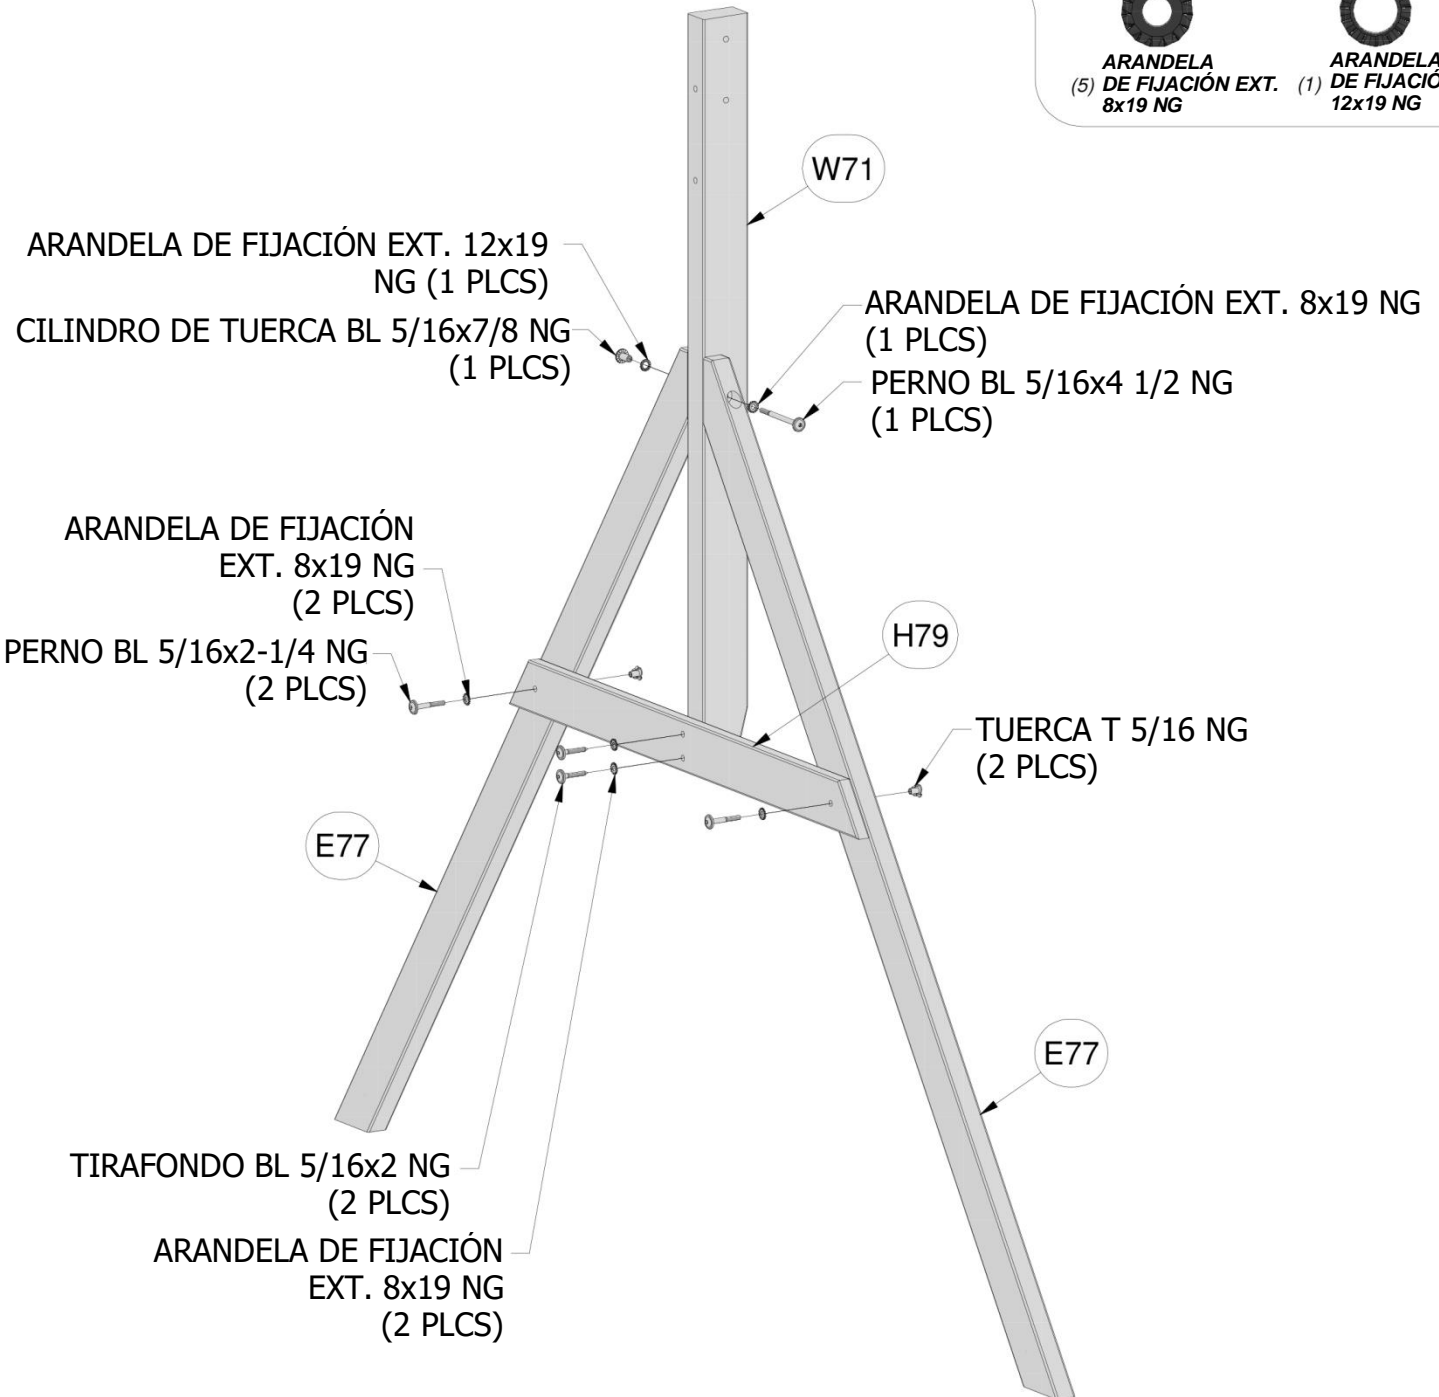 ARANDELA
(5) DE FIJACIÓN EXT.
8x19 NG
ARANDELA
(1) DE FIJACIÓ
12x19 NG
W71
ARANDELA DE FIJACIÓN EXT. 12x19
NG (1 PLCS)
CILINDRO DE TUERCA BL 5/16x7/8 NG
(1 PLCS)
ARANDELA DE FIJACIÓN EXT. 8x19 NG
(1 PLCS)
PERNO BL 5/16x4 1/2 NG
(1 PLCS)
ARANDELA DE FIJACIÓN
EXT. 8x19 NG
(2 PLCS)
PERNO BL 5/16x2-1/4 NG
(2 PLCS)
H79
TUERCA T 5/16 NG
(2 PLCS)
E77
E77
TIRAFONDO BL 5/16x2 NG
(2 PLCS)
ARANDELA DE FIJACIÓN
EXT. 8x19 NG
(2 PLCS)